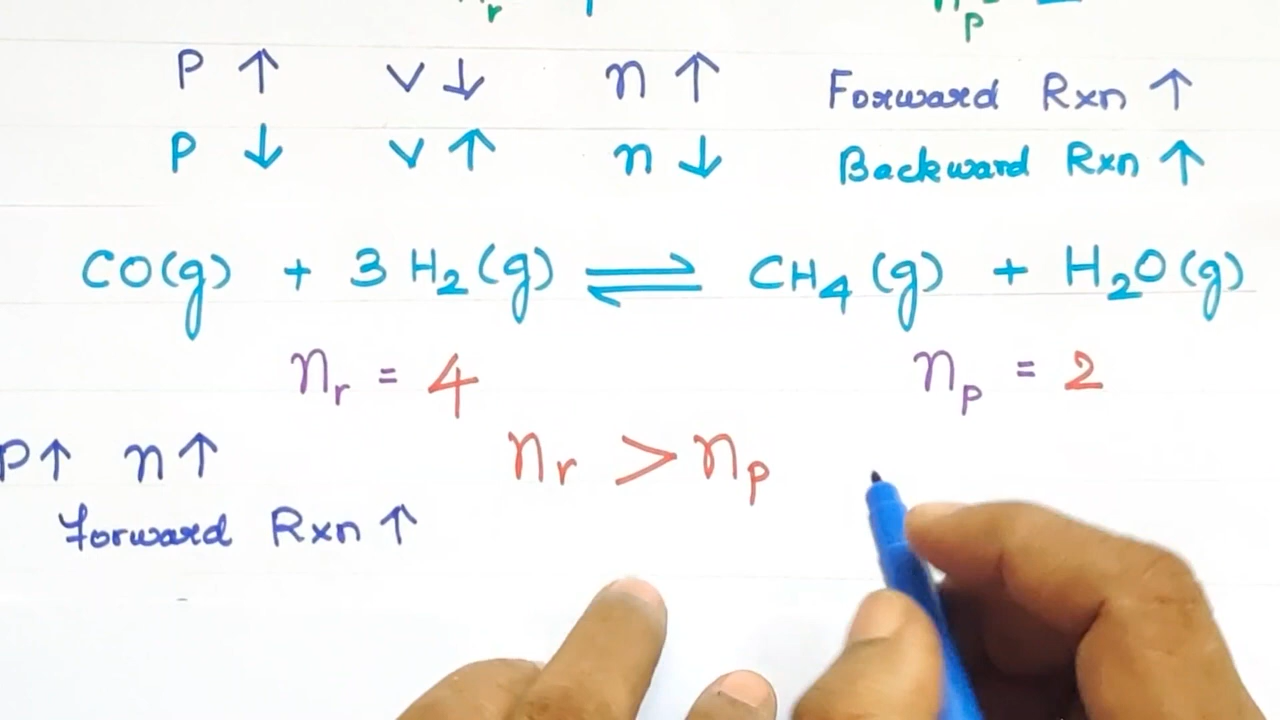 r p
P ↑ V ↓ n ↑ Forward Rxn ↑
P ↓ V ↑ n ↓ Backward Rxn ↑
CO(g) + 3 H₂(g) ⇌ CH₄(g) + H₂O(g)
nᵣ = 4 nₚ = 2
P↑ n↑ nᵣ > nₚ
Forward Rxn ↑